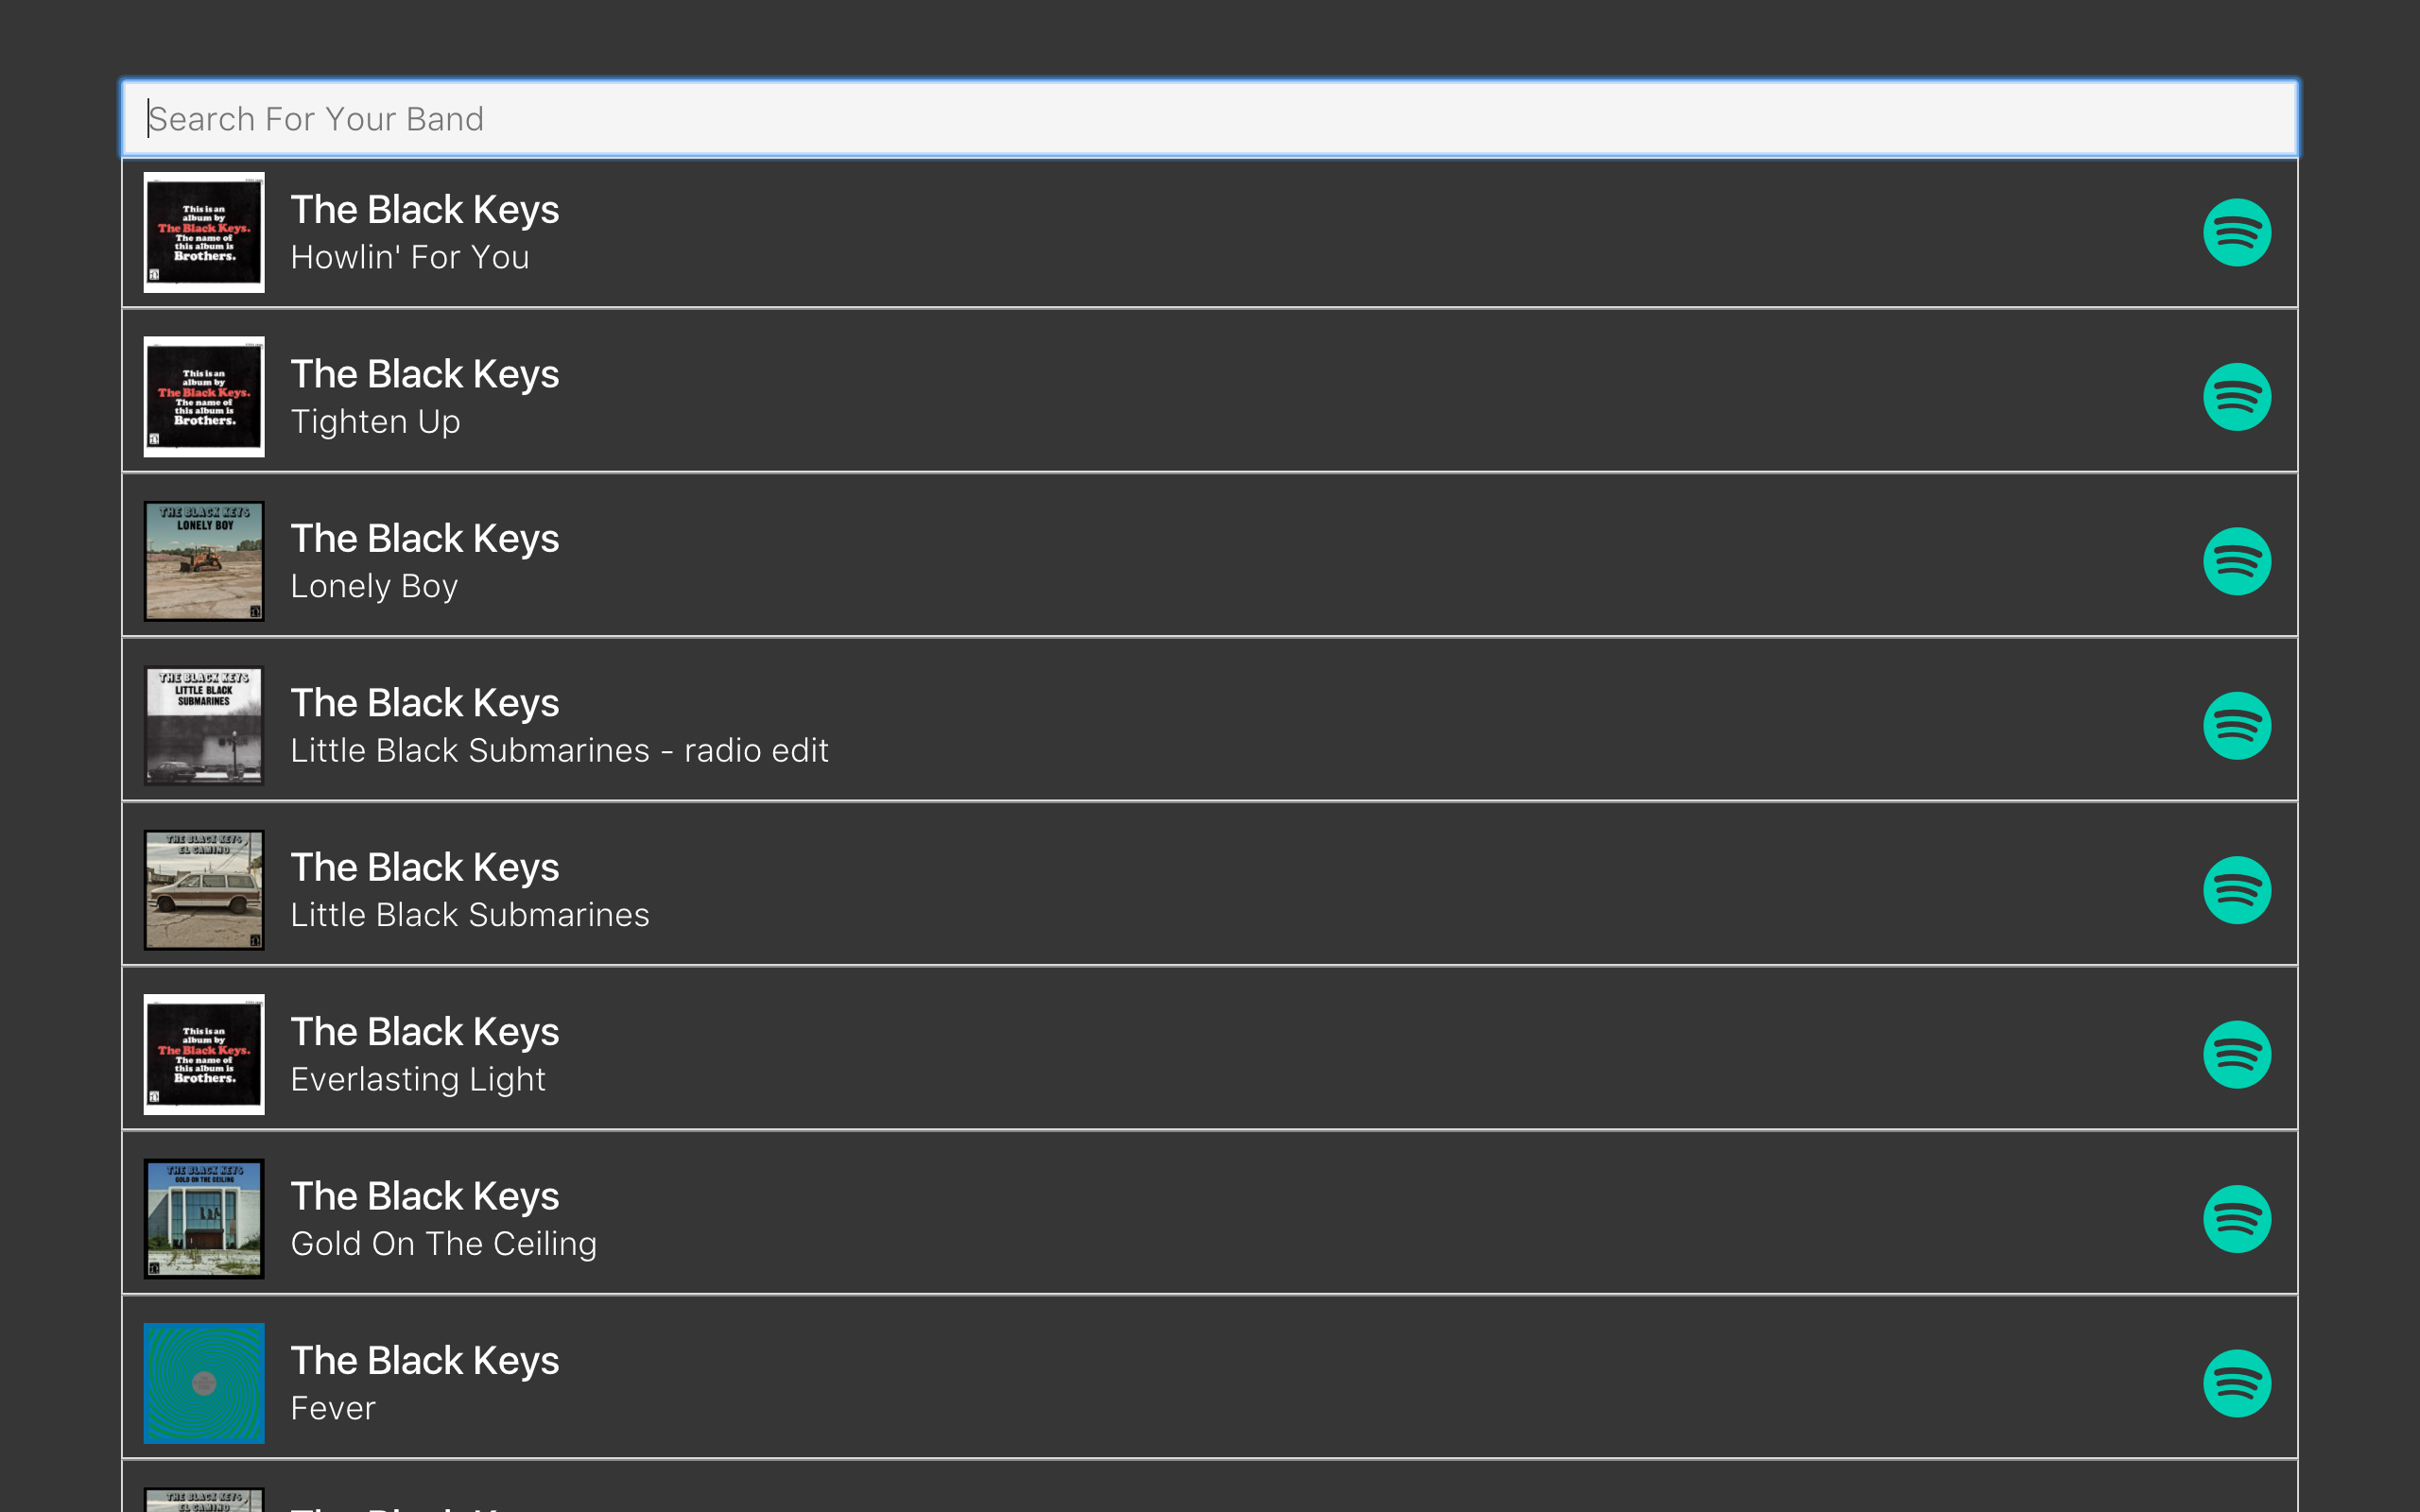 Search For Your Band
This is an
album by
The Black Keys.
The name of
this album is
Brothers.
The Black Keys
Howlin' For You
This is an
album by
The Black Keys.
The name of
this album is
Brothers.
The Black Keys
Tighten Up
THE BLACK KEYS
LONELY BOY
The Black Keys
Lonely Boy
THE BLACK KEYS
LITTLE BLACK
SUBMARINES
The Black Keys
Little Black Submarines - radio edit
THE BLACK KEYS
EL CAMINO
The Black Keys
Little Black Submarines
This is an
album by
The Black Keys.
The name of
this album is
Brothers.
The Black Keys
Everlasting Light
THE BLACK KEYS
GOLD ON THE CEILING
The Black Keys
Gold On The Ceiling
The Black Keys
Fever
THE BLACK KEYS
EL CAMINO